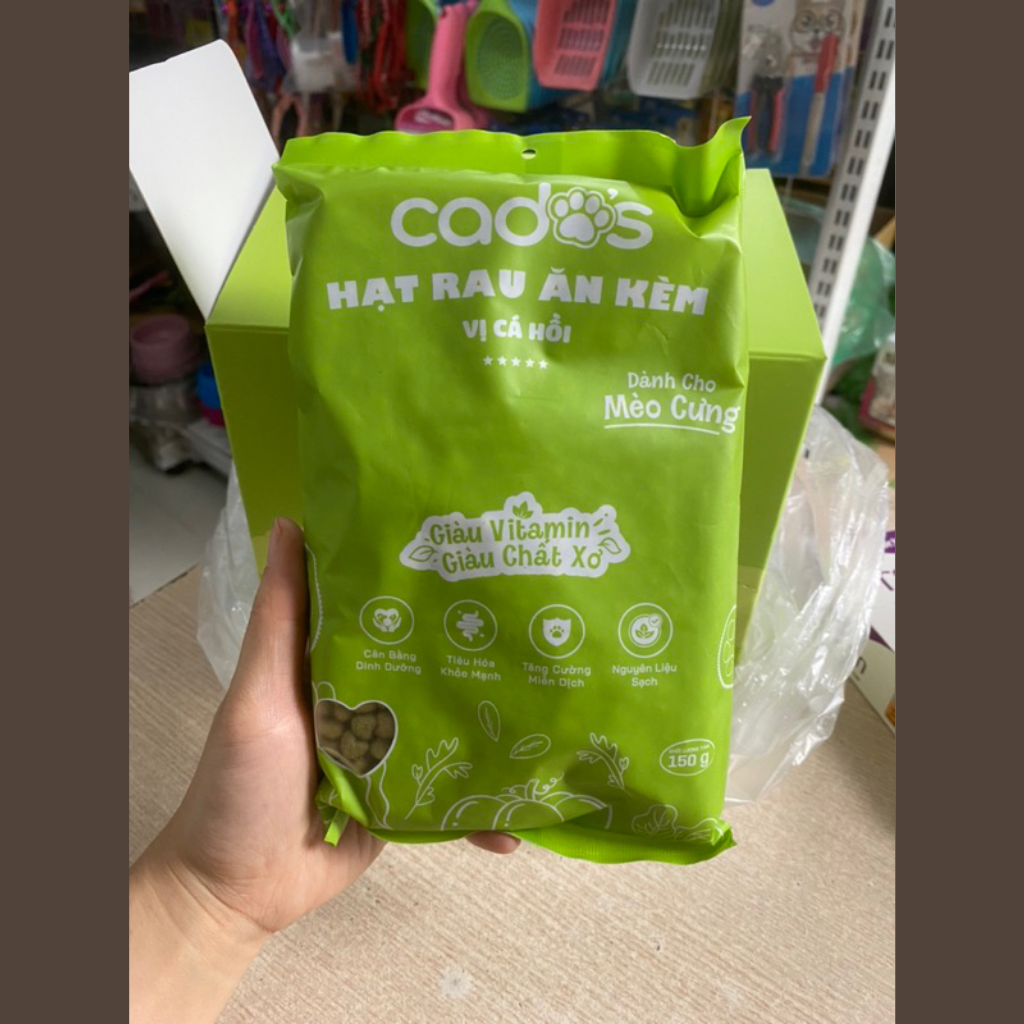 cado's
HẠT RAU ĂN KÈM
VỊ CÁ HỒI
Dành Cho
Mèo Cưng
Giàu Vitamin
Giàu Chất Xơ
Cân Bằng
Dinh Dưỡng
Tiêu Hóa
Khỏe Mạnh
Tăng Cường
Miễn Dịch
Nguyên Liệu
Sạch
150 g